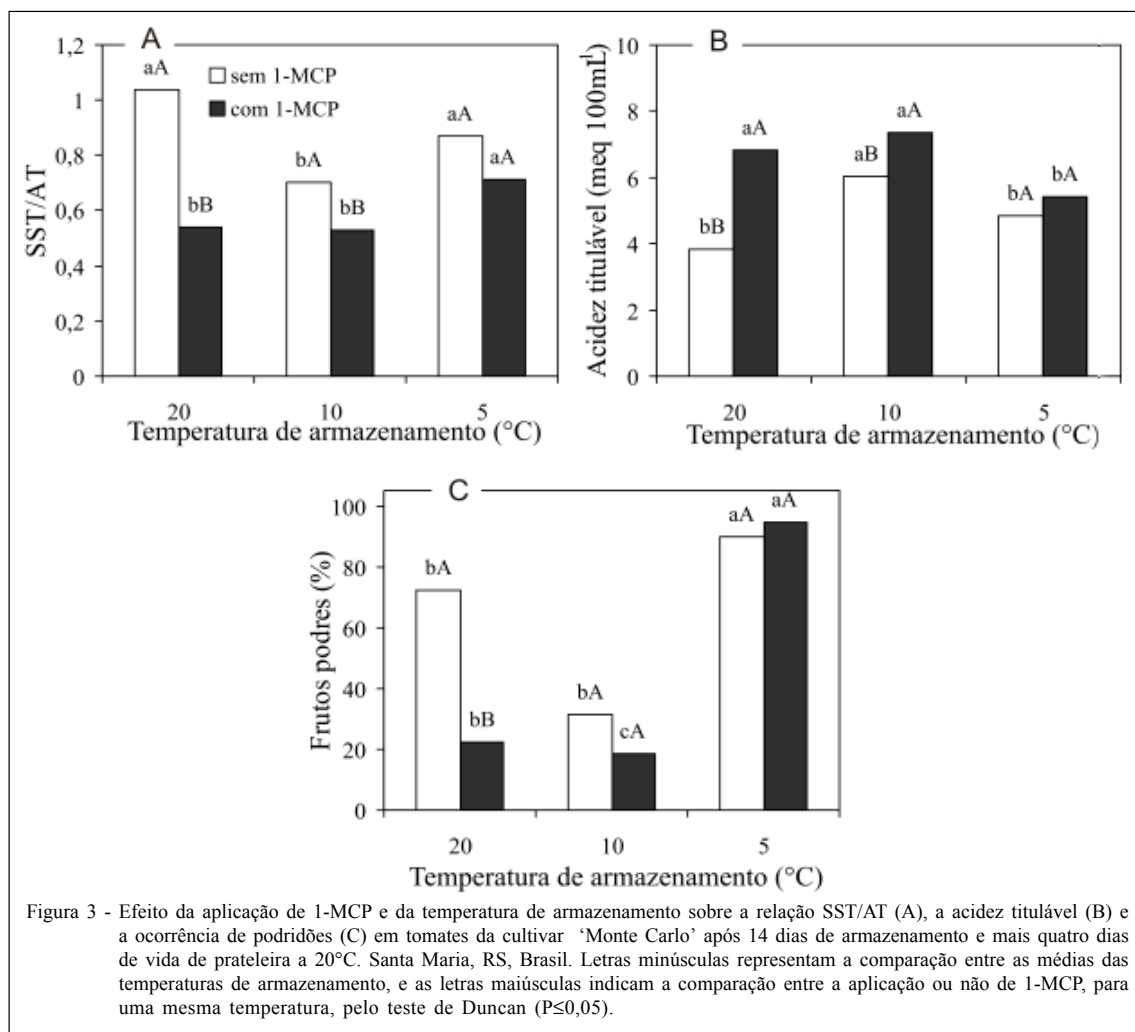 A
1,2
1
0,8
0,6
0,4
0,2
0
SST/AT
sem 1-MCP
com 1-MCP
aA
bB
bA
bB
aA
aA
20
10
5
Temperatura de armazenamento (°C)
B
10
8
6
4
2
0
Acidez titulável (meq 100mL
bB
aA
aB
aA
bA
bA
20
10
5
Temperatura de armazenamento (°C)
C
100
80
60
40
20
0
Frutos podres (%)
bA
bB
bA
cA
aA
aA
20
10
5
Temperatura de armazenamento (°C)
Figura 3 - Efeito da aplicação de 1-MCP e da temperatura de armazenamento sobre a relação SST/AT (A), a acidez titulável (B) e
a ocorrência de podridões (C) em tomates da cultivar ‘Monte Carlo’ após 14 dias de armazenamento e mais quatro dias
de vida de prateleira a 20°C. Santa Maria, RS, Brasil. Letras minúsculas representam a comparação entre as médias das
temperaturas de armazenamento, e as letras maiúsculas indicam a comparação entre a aplicação ou não de 1-MCP, para
uma mesma temperatura, pelo teste de Duncan (P≤0,05).